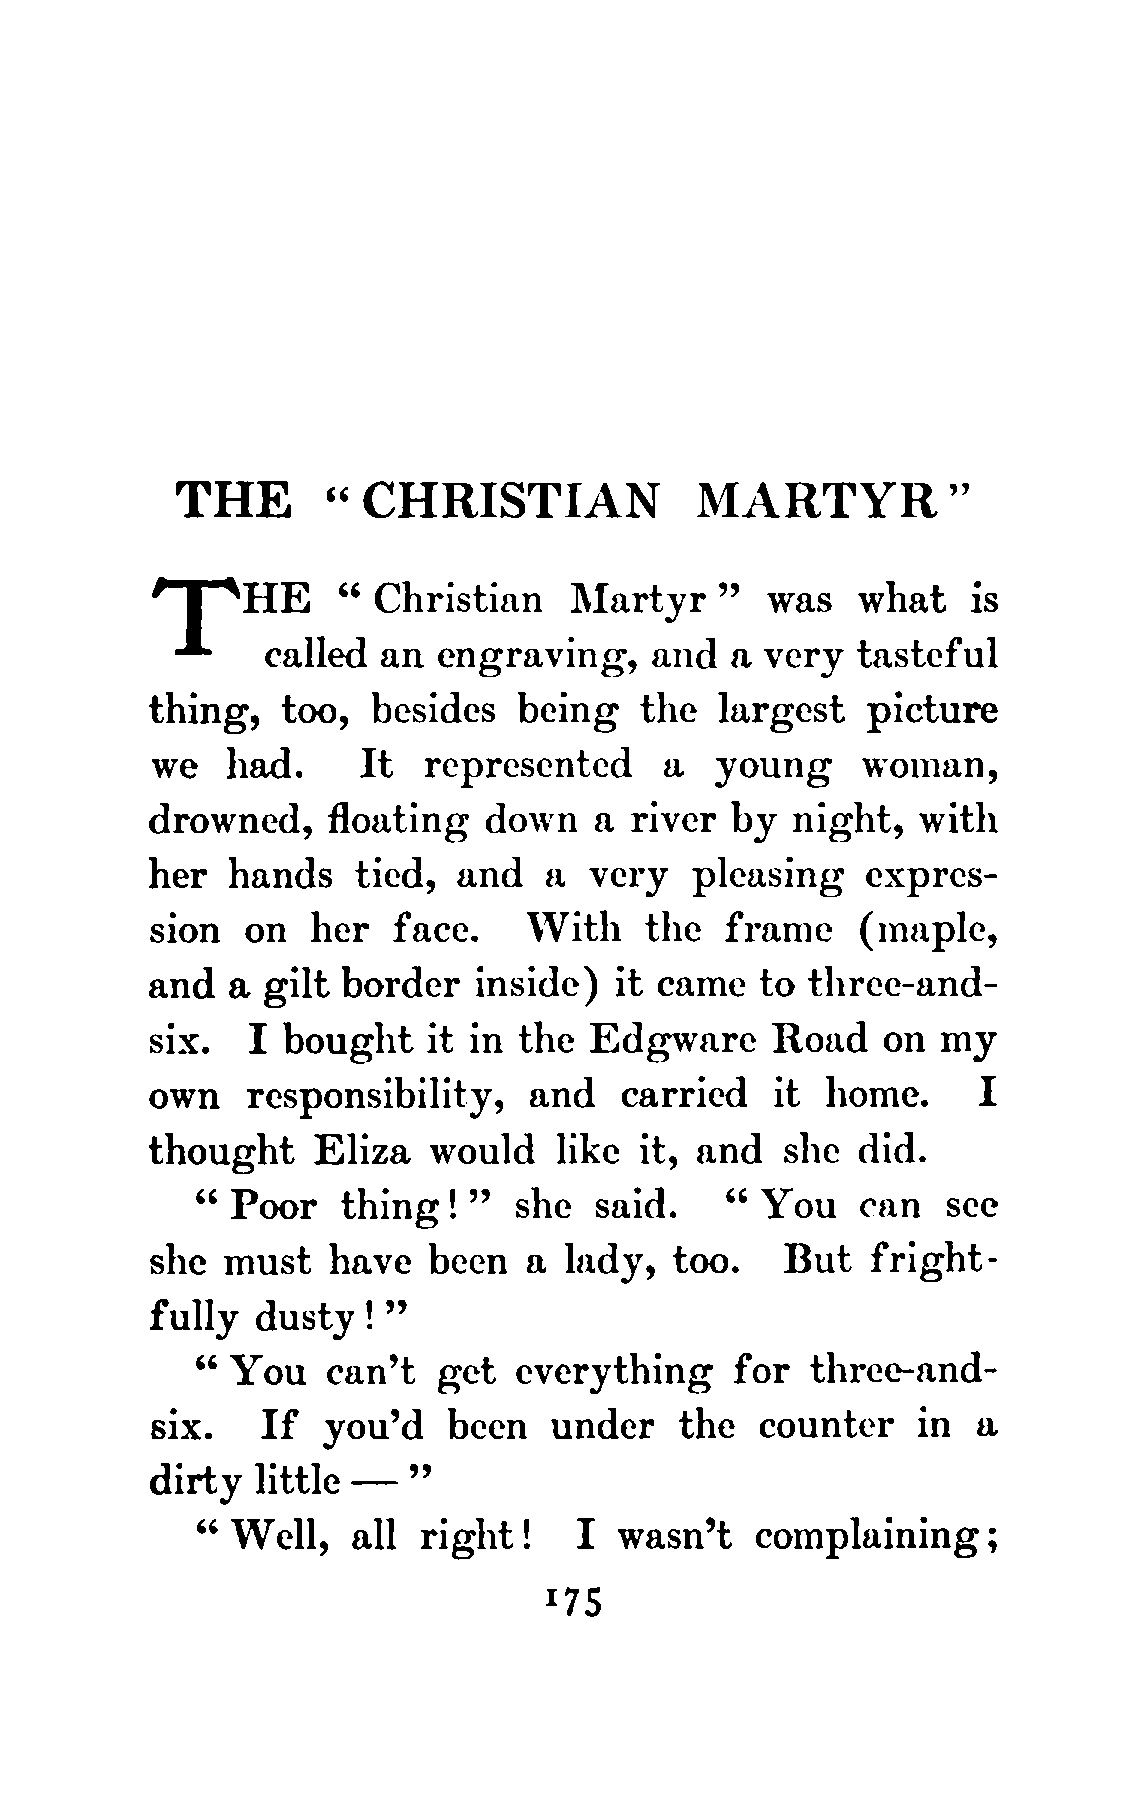 THE “CHRISTIAN MARTYR”
THE “Christian Martyr” was what is
called an engraving, and a very tasteful
thing, too, besides being the largest picture
we had. It represented a young woman,
drowned, floating down a river by night, with
her hands tied, and a very pleasing expres-
sion on her face. With the frame (maple,
and a gilt border inside) it came to three-and-
six. I bought it in the Edgware Road on my
own responsibility, and carried it home. I
thought Eliza would like it, and she did.
“Poor thing!” she said. “You can see
she must have been a lady, too. But fright-
fully dusty!”
“You can’t get everything for three-and-
six. If you’d been under the counter in a
dirty little—”
“Well, all right! I wasn’t complaining;
175